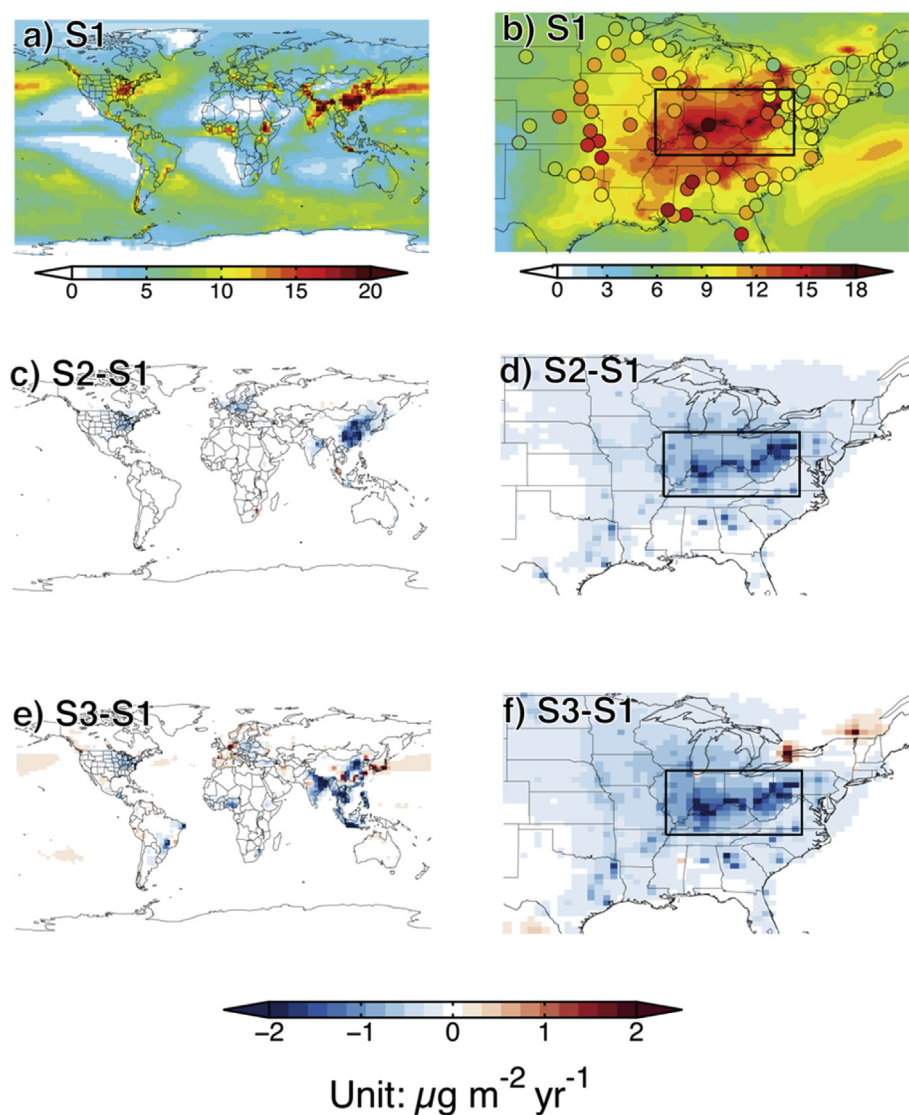 a) S1
b) S1
0 5 10 15 20
0 3 6 9 12 15 18
c) S2-S1
d) S2-S1
e) S3-S1
f) S3-S1
−2 −1 0 1 2
Unit: µg m⁻² yr⁻¹